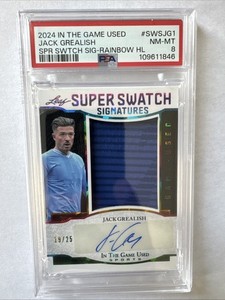 2024 IN THE GAME USED #SWSJG1
JACK GREALISH NM-MT
SPR SWTCH SIG-RAINBOW HL 8
PSA 109611846
Leaf SUPER SWATCH
SIGNATURES
JACK GREALISH
19/25
IN THE GAME USED
SPORTS